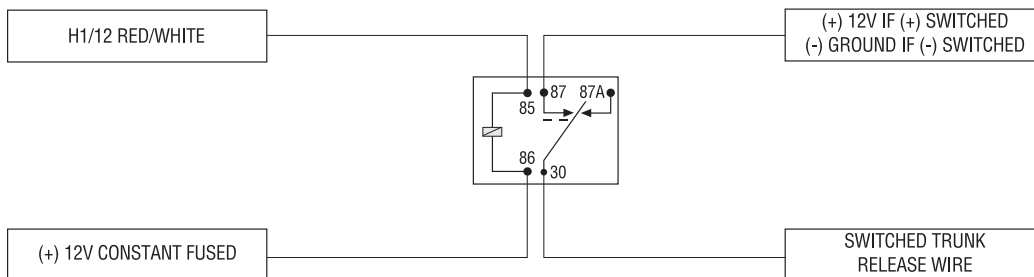 H1/12 RED/WHITE
(+) 12V IF (+) SWITCHED
(-) GROUND IF (-) SWITCHED
87 87A
85
86
30
(+) 12V CONSTANT FUSED
SWITCHED TRUNK
RELEASE WIRE